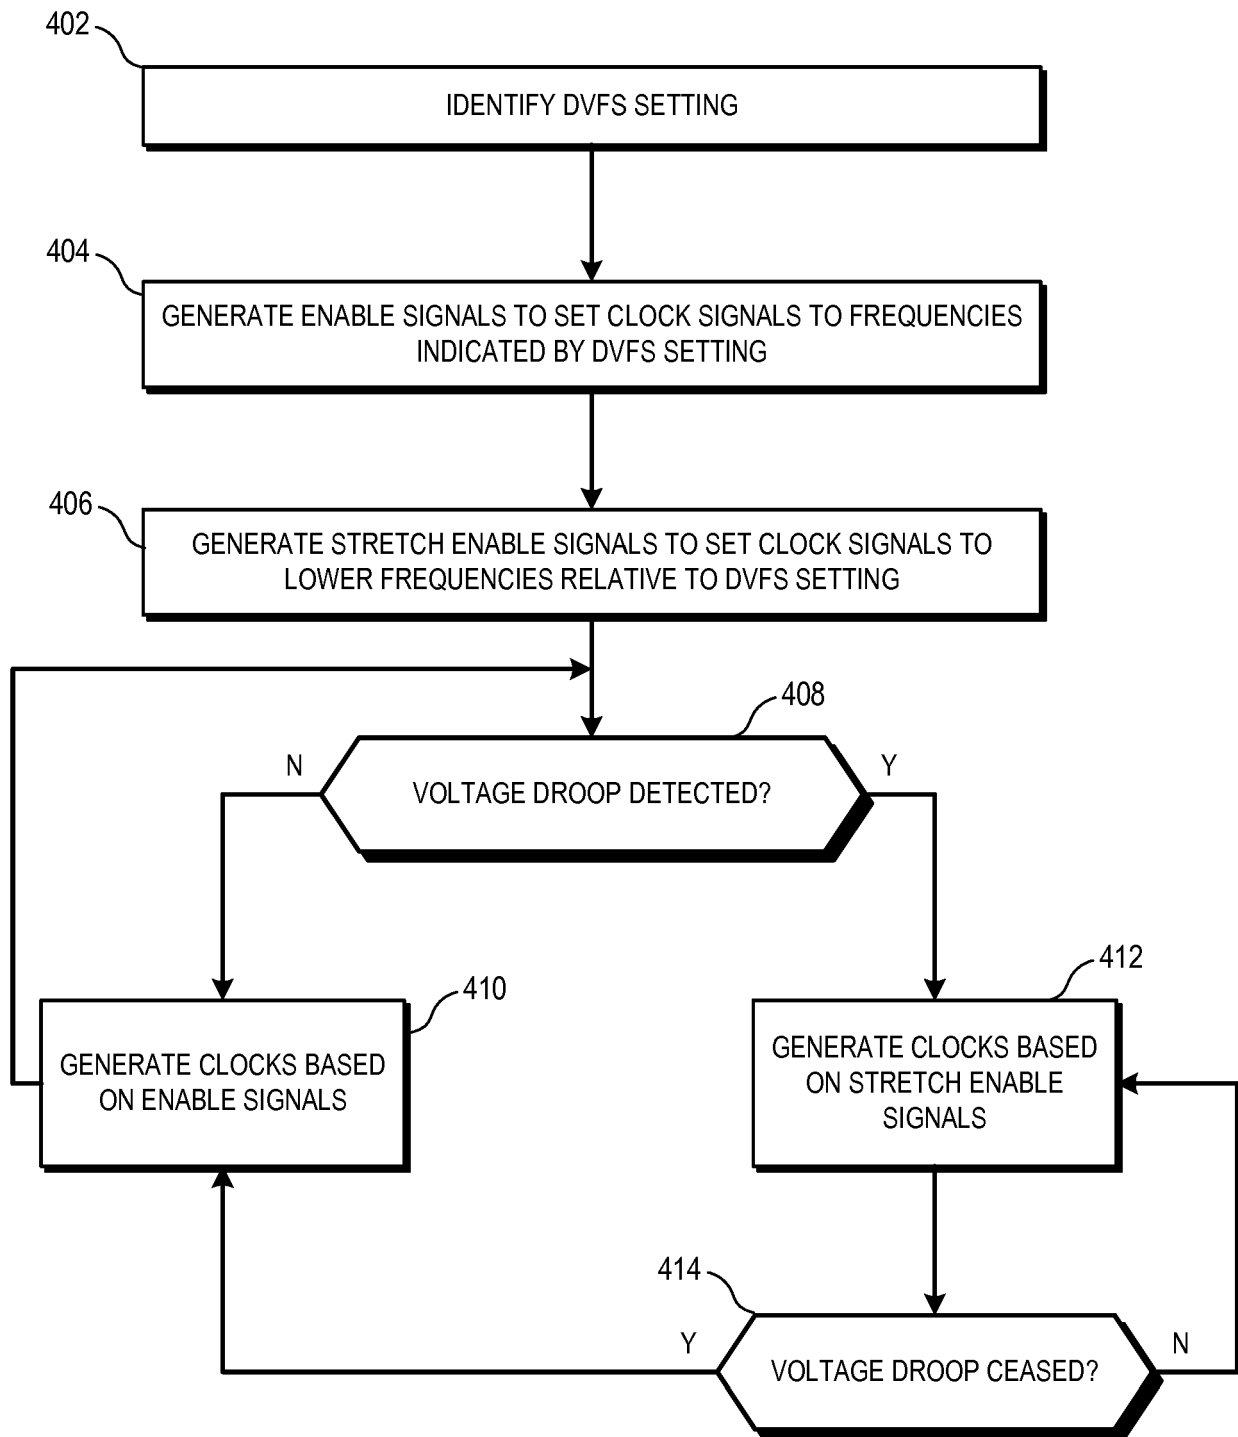 402
IDENTIFY DVFS SETTING
404
GENERATE ENABLE SIGNALS TO SET CLOCK SIGNALS TO FREQUENCIES
INDICATED BY DVFS SETTING
406
GENERATE STRETCH ENABLE SIGNALS TO SET CLOCK SIGNALS TO
LOWER FREQUENCIES RELATIVE TO DVFS SETTING
408
N
Y
VOLTAGE DROOP DETECTED?
410
GENERATE CLOCKS BASED
ON ENABLE SIGNALS
412
GENERATE CLOCKS BASED
ON STRETCH ENABLE
SIGNALS
414
Y
N
VOLTAGE DROOP CEASED?